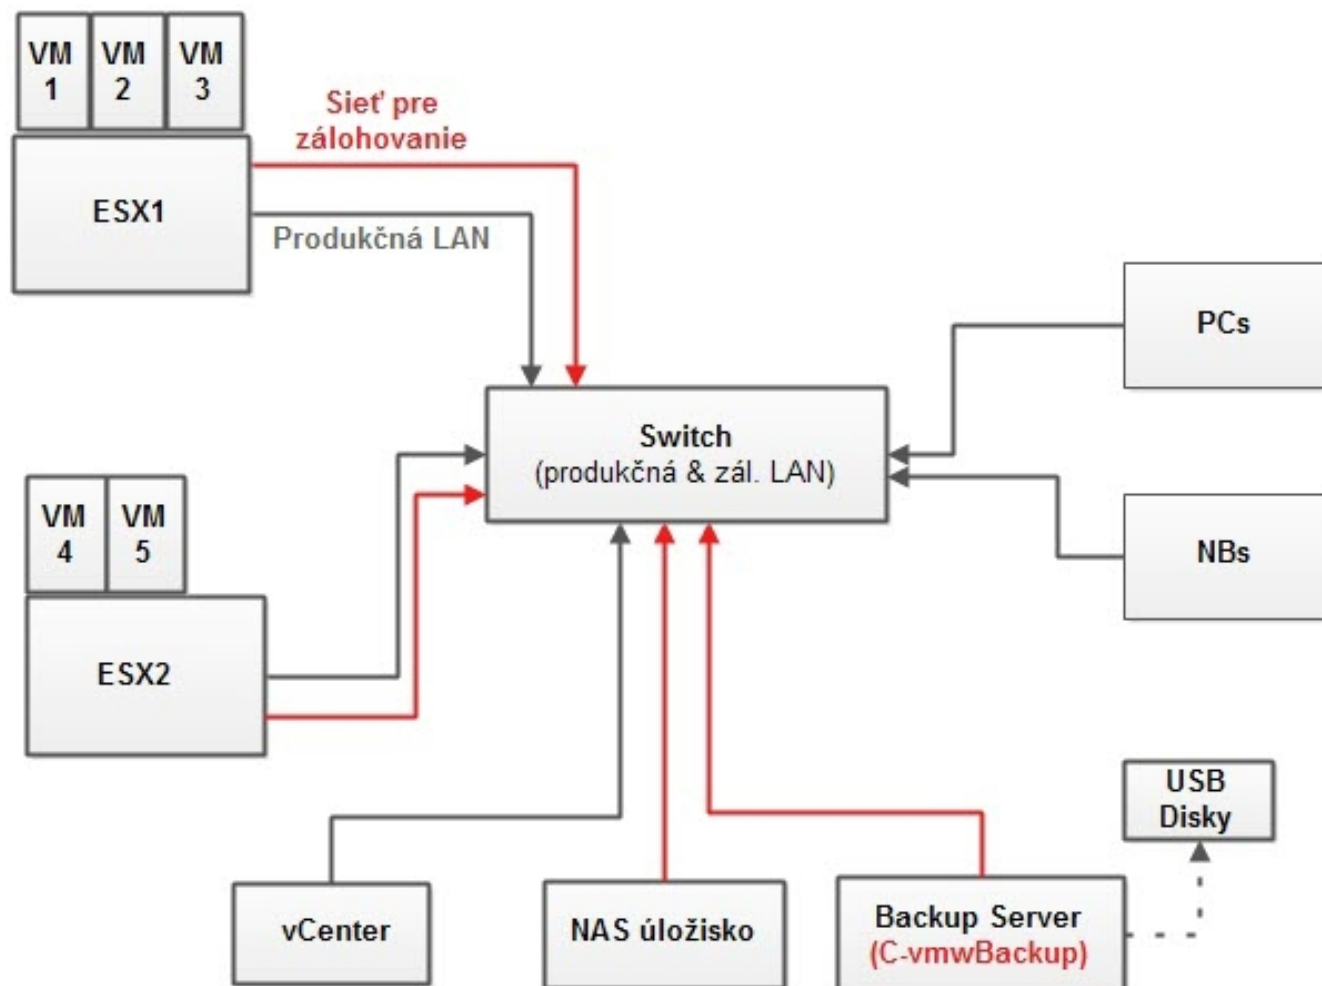 VM
1
VM
2
VM
3
ESX1
Sieť pre
zálohovanie
Produkčná LAN
PCs
Switch
(produkčná & zál. LAN)
NBs
VM
4
VM
5
ESX2
USB
Disky
vCenter
NAS úložisko
Backup Server
(C-vmwBackup)